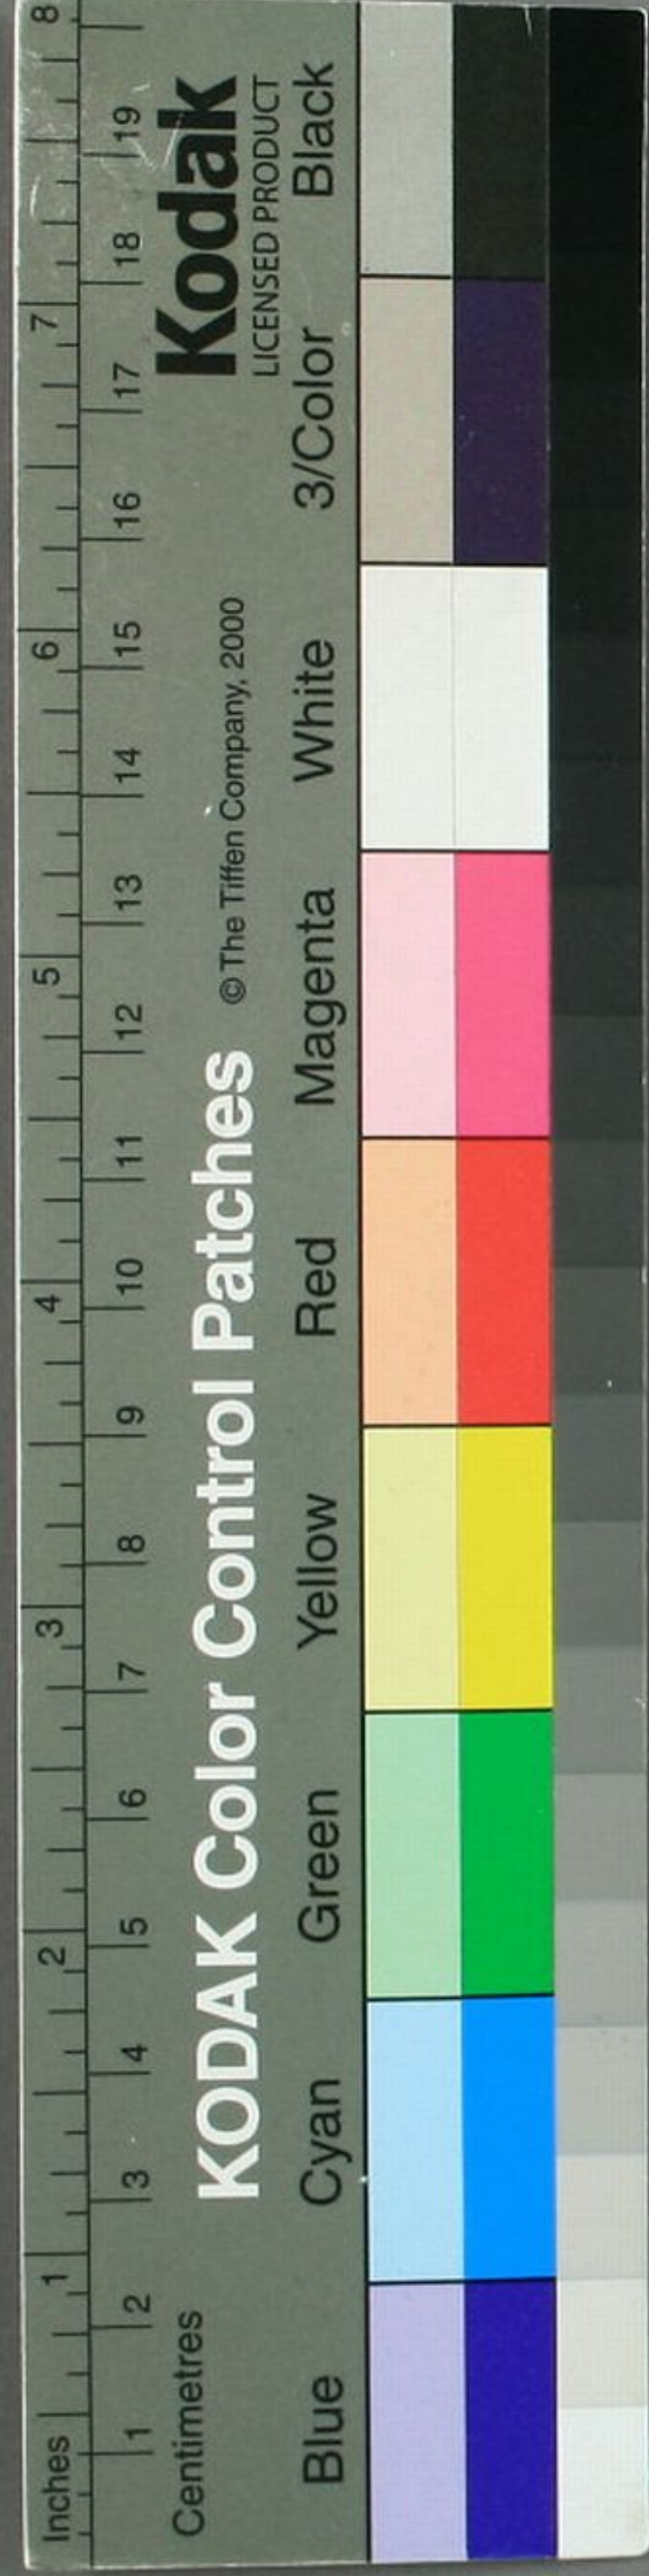 Inches 1 2 3 4 5 6 7 8
1 2 3 4 5 6 7 8 9 10 11 12 13 14 15 16 17 18 19
Centimetres
KODAK Color Control Patches © The Tiffen Company, 2000 Kodak
LICENSED PRODUCT
Blue Cyan Green Yellow Red Magenta White 3/Color Black